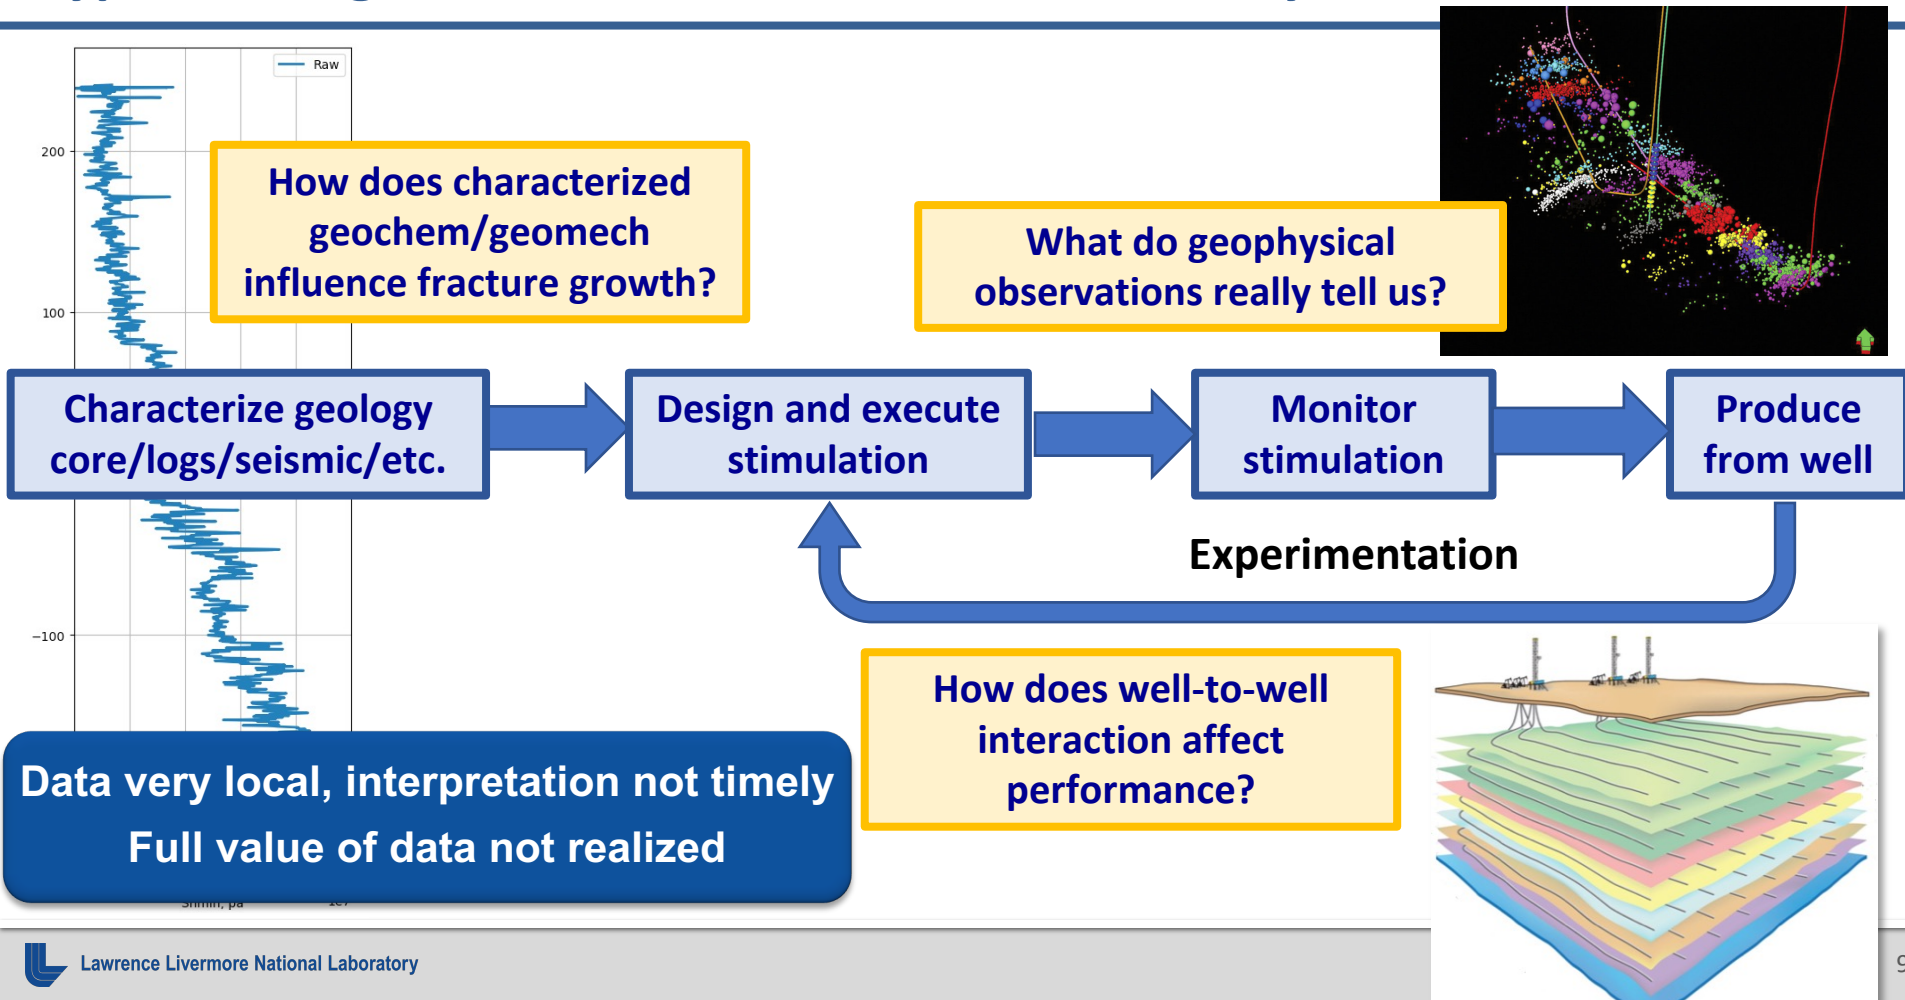 Raw
200
100
−100
How does characterized
geochem/geomech
influence fracture growth?
What do geophysical
observations really tell us?
Characterize geology
core/logs/seismic/etc.
Design and execute
stimulation
Monitor
stimulation
Produce
from well
Experimentation
How does well-to-well
interaction affect
performance?
Data very local, interpretation not timely
Full value of data not realized
Lawrence Livermore National Laboratory
9